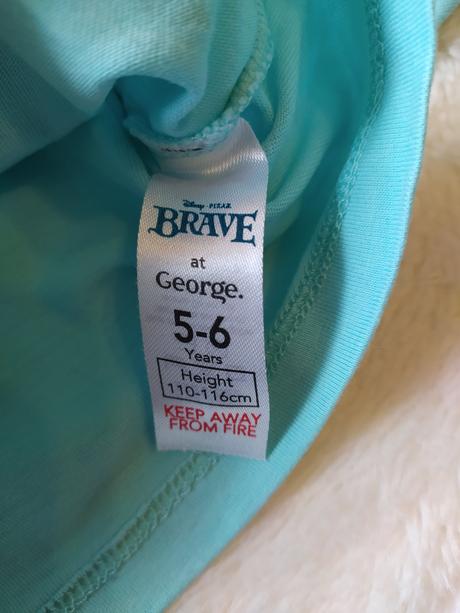 Disney · PIXAR
BRAVE
at
George.
5-6
Years
Height
110-116cm
KEEP AWAY
FROM FIRE